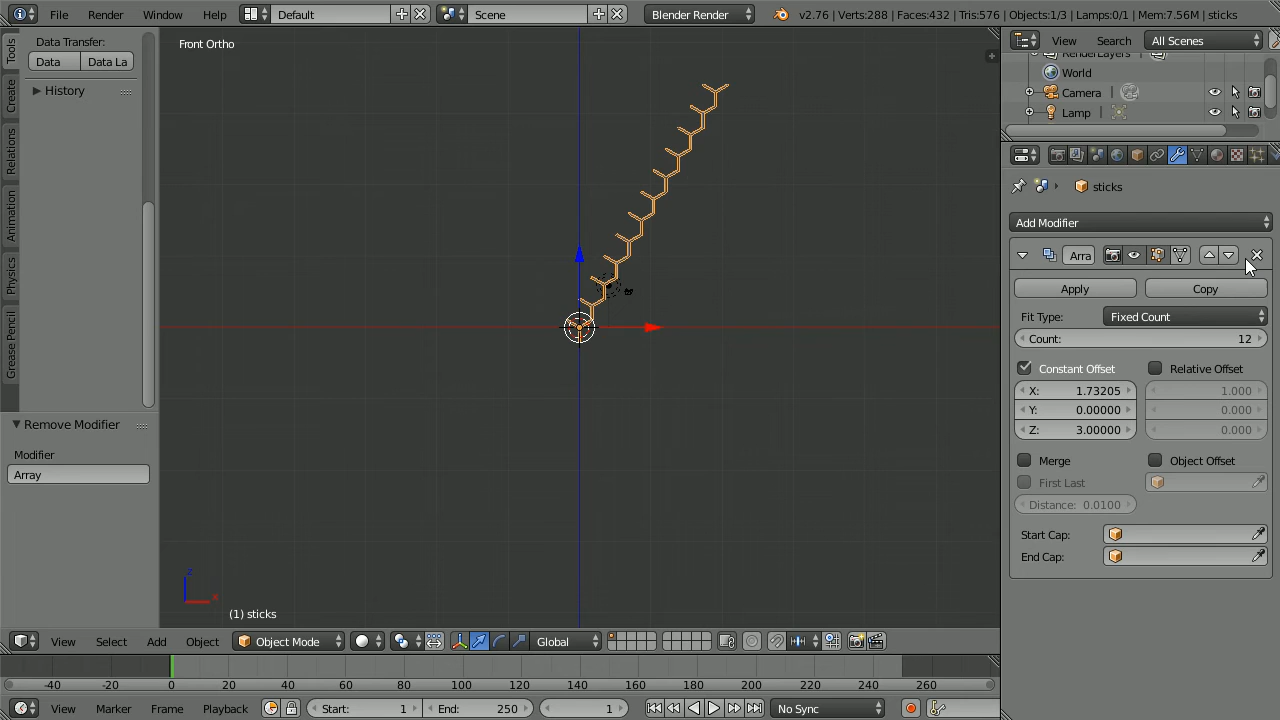 File Render Window Help Default Scene Blender Render v2.76 | Verts:288 | Faces:432 | Tris:576 | Objects:1/3 | Lamps:0/1 | Mem:7.56M | sticks
Tools
Create
Relations
Animation
Physics
Grease Pencil
Data Transfer:
Data Data La
History
Remove Modifier
Modifier
Array
Front Ortho
z
x
(1) sticks
View Search All Scenes
RenderLayers
World
Camera
Lamp
sticks
Add Modifier
Arra
Apply Copy
Fit Type: Fixed Count
Count: 12
Constant Offset Relative Offset
X: 1.73205 1.000
Y: 0.00000 0.000
Z: 3.00000 0.000
Merge Object Offset
First Last
Distance: 0.0100
Start Cap:
End Cap:
View Select Add Object Object Mode Global
-40 -20 0 20 40 60 80 100 120 140 160 180 200 220 240 260
View Marker Frame Playback Start: 1 End: 250 1 No Sync